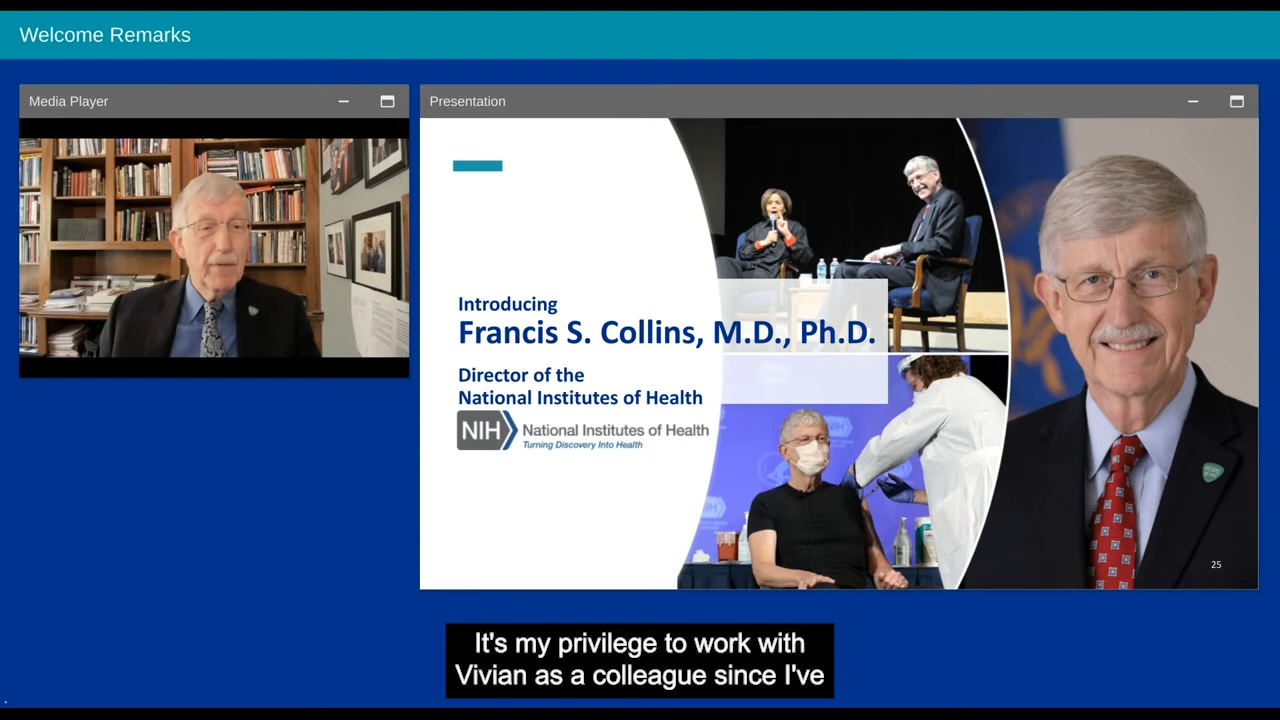 Welcome Remarks
Media Player
Presentation
Introducing
Francis S. Collins, M.D., Ph.D.
Director of the
National Institutes of Health
NIH
National Institutes of Health
Turning Discovery Into Health
25
It's my privilege to work with
Vivian as a colleague since I've